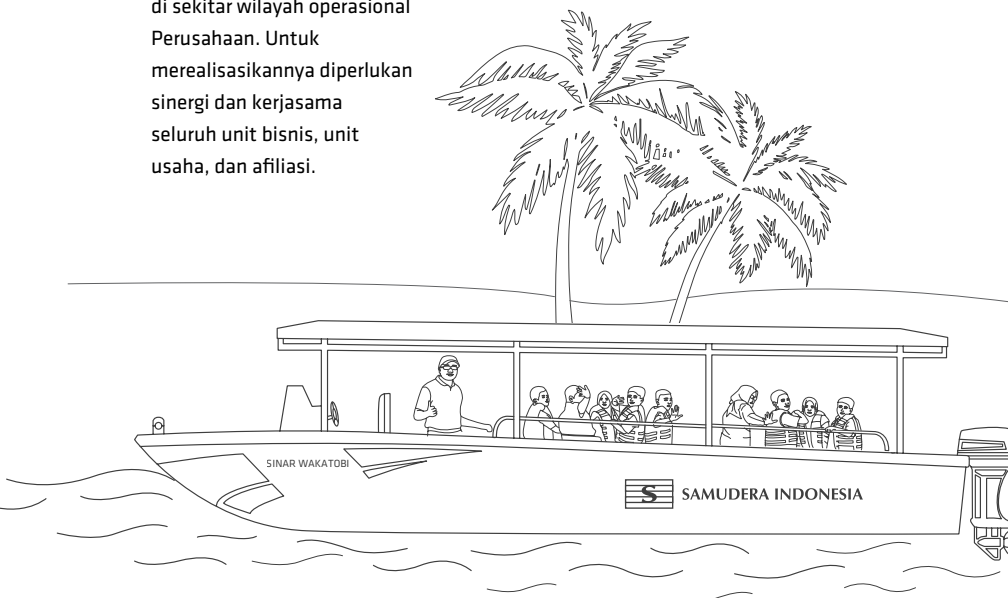 di sekitar wilayah operasional
Perusahaan. Untuk
merealisasikannya diperlukan
sinergi dan kerjasama
seluruh unit bisnis, unit
usaha, dan afiliasi.
SINAR WAKATOBI
S SAMUDERA INDONESIA